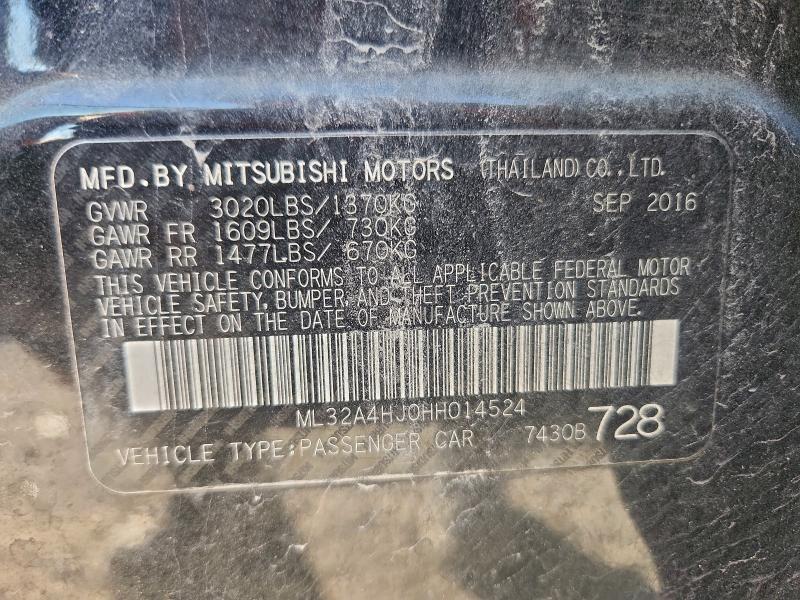 MFD.BY MITSUBISHI MOTORS (THAILAND)CO.,LTD.
GVWR 3020LBS/1370KG SEP 2016
GAWR FR 1609LBS/ 730KG
GAWR RR 1477LBS/ 670KG
THIS VEHICLE CONFORMS TO ALL APPLICABLE FEDERAL MOTOR
VEHICLE SAFETY, BUMPER, AND THEFT PREVENTION STANDARDS
IN EFFECT ON THE DATE OF MANUFACTURE SHOWN ABOVE.
ML32A4HJ0HH014524
VEHICLE TYPE:PASSENGER CAR 7430B 728